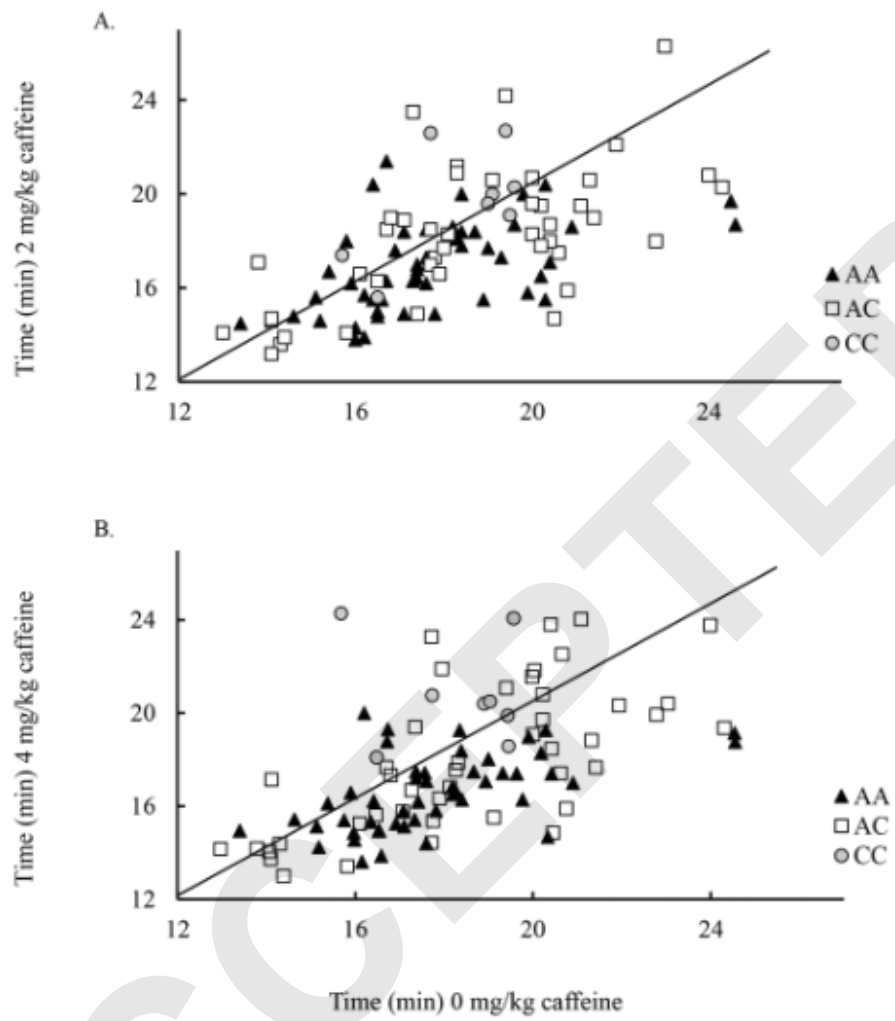 A.
Time (min) 2 mg/kg caffeine
24
20
16
12
12 16 20 24
AA
AC
CC
B.
Time (min) 4 mg/kg caffeine
24
20
16
12
12 16 20 24
AA
AC
CC
Time (min) 0 mg/kg caffeine
CCEPTED